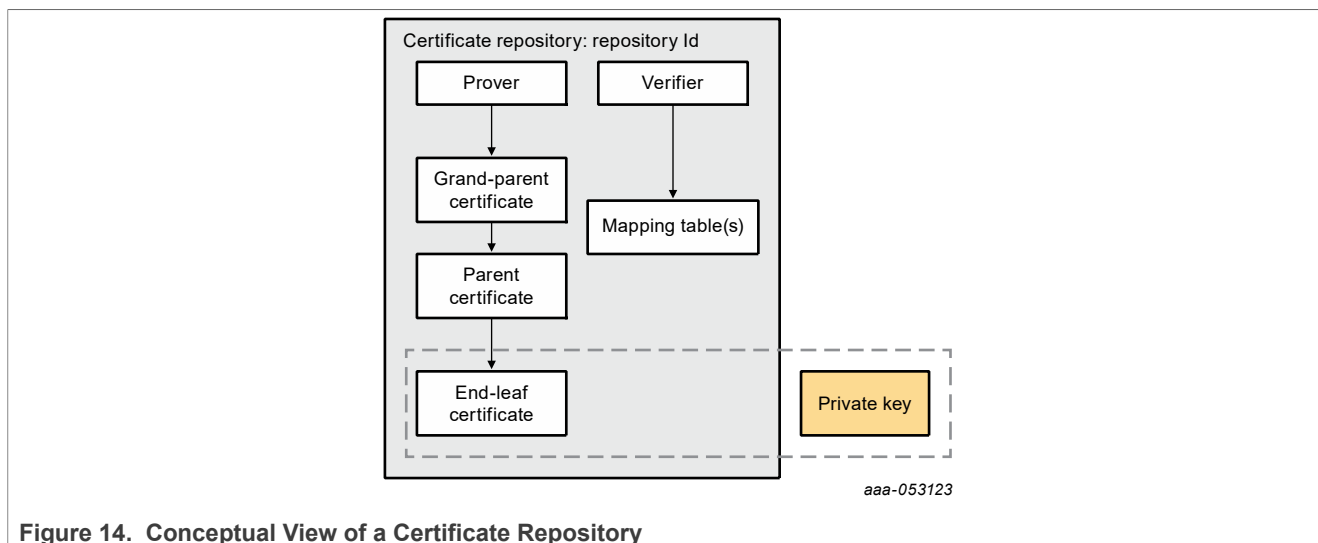 Certificate repository: repository Id
Prover
Verifier
Grand-parent
certificate
Mapping table(s)
Parent
certificate
End-leaf
certificate
Private key
aaa-053123
Figure 14. Conceptual View of a Certificate Repository